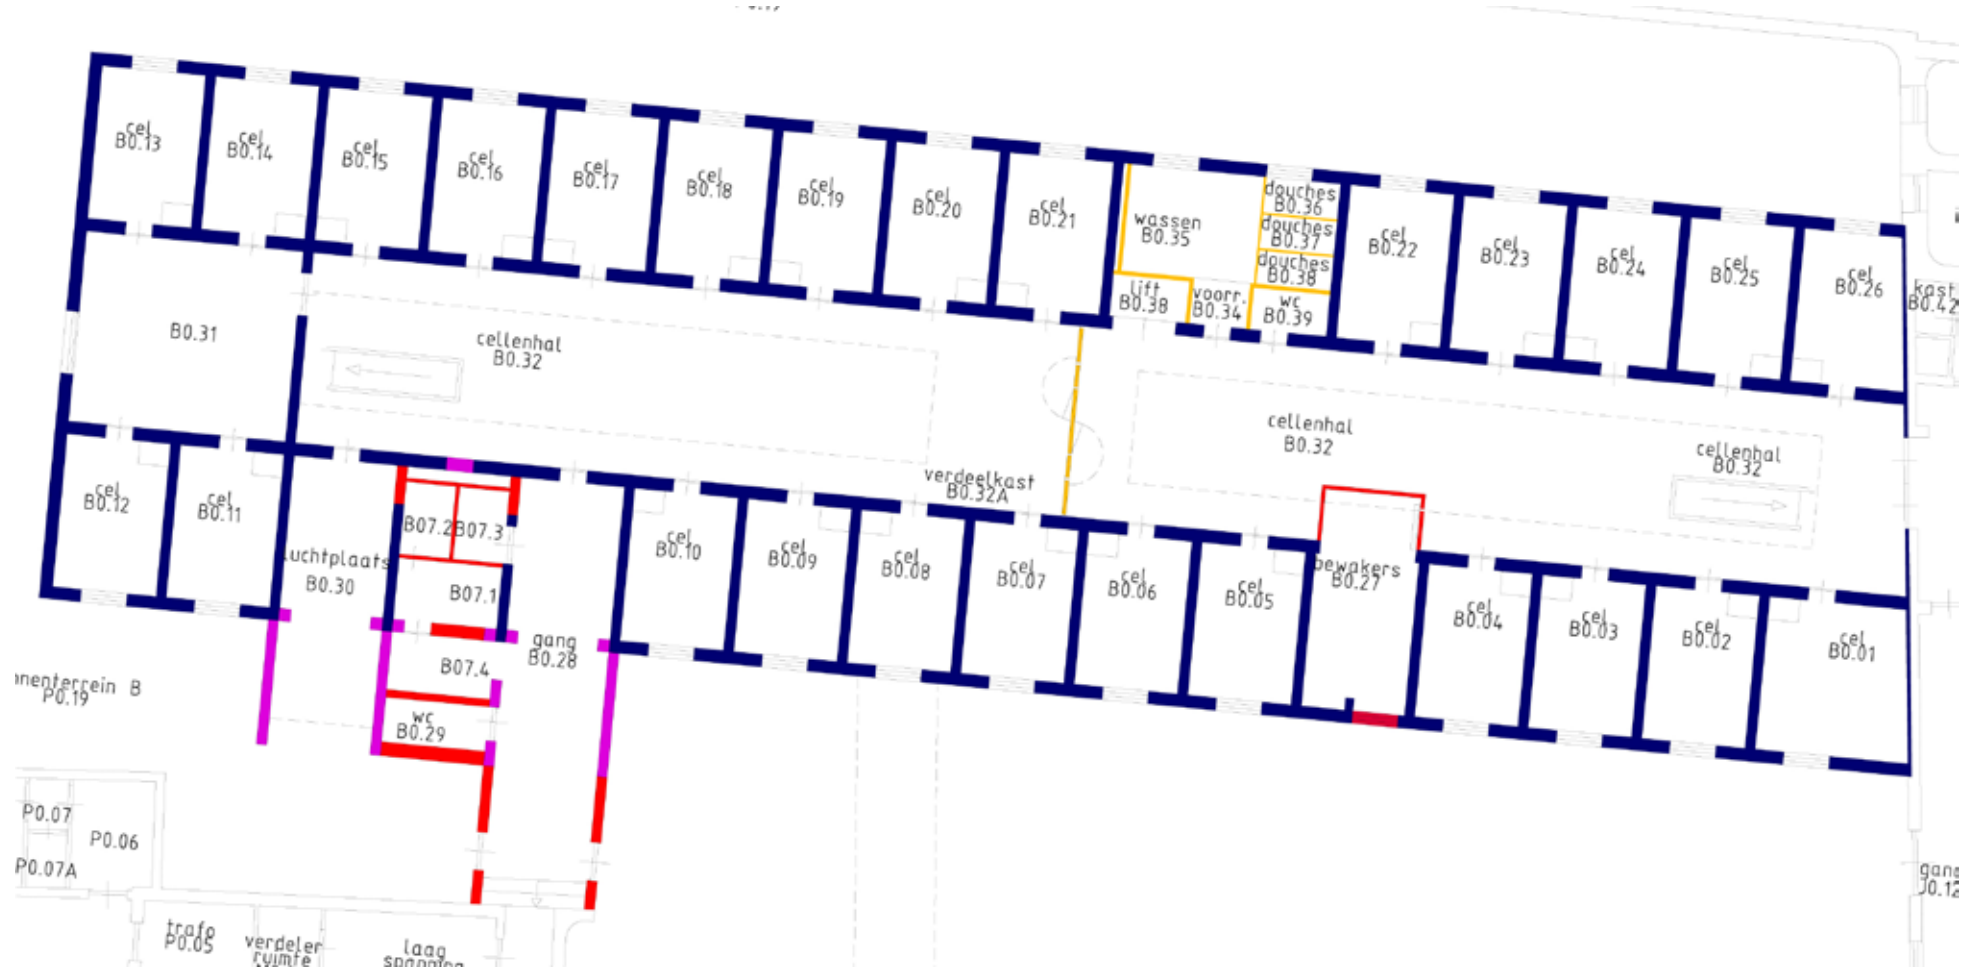 cel
B0.13
cel
B0.14
cel
B0.15
cel
B0.16
cel
B0.17
cel
B0.18
cel
B0.19
cel
B0.20
cel
B0.21
wassen
B0.35
douches
B0.36
douches
B0.37
douches
B0.38
lift
B0.38
voorr.
B0.34
wc
B0.39
cel
B0.22
cel
B0.23
cel
B0.24
cel
B0.25
cel
B0.26
kast
B0.42
B0.31
cellenhal
B0.32
cellenhal
B0.32
cellenhal
B0.32
verdeelkast
B0.32A
cel
B0.12
cel
B0.11
luchtplaats
B0.30
B07.2
B07.3
B07.1
B07.4
wc
B0.29
gang
B0.28
cel
B0.10
cel
B0.09
cel
B0.08
cel
B0.07
cel
B0.06
cel
B0.05
bewakers
B0.27
cel
B0.04
cel
B0.03
cel
B0.02
cel
B0.01
nnenterrein B
P0.19
P0.07
P0.06
P0.07A
trafo
P0.05
verdeler
ruimte
laag
spanning
gang
J0.12